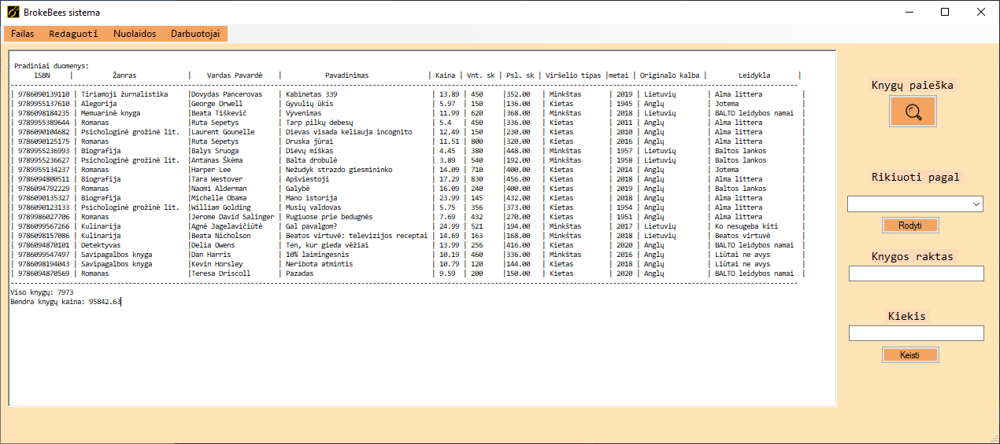 BrokeBees sistema
Failas Redaguoti Nuolaidos Darbuotojai
Pradiniai duomenys:
ISBN | Žanras | Vardas Pavardė | Pavadinimas | Kaina | Vnt. sk | Psl. sk | Viršelio tipas |metai | Originalo kalba | Leidykla |
| 9786090139110 | Tiriamoji žurnalistika |Dovydas Pancerovas | Kabinetas 339 | 13.89 | 450 |352.00 | Minkštas | 2019 | Lietuvių | Alma littera |
| 9789955137610 | Alegorija |George Orwell | Gyvulių ūkis | 5.97 | 150 |136.00 | Kietas | 1945 | Anglų | Jotema |
| 9786098184235 | Memuarinė knyga |Beata Tiškevič | Vyvenimas | 11.99 | 620 |368.00 | Minkštas | 2018 | Lietuvių | BALTO leidybos namai |
| 9789955389644 | Romanas |Ruta Sepetys | Tarp pilkų debesų | 5.4 | 450 |336.00 | Kietas | 2011 | Anglų | Alma littera |
| 9786090104682 | Psichologinė grožinė lit. |Laurent Gounelle | Dievas visada keliauja incognito | 12.49 | 150 |230.00 | Kietas | 2010 | Anglų | Alma littera |
| 9786090125175 | Romanas |Ruta Sepetys | Druska jūrai | 11.51 | 800 |320.00 | Kietas | 2016 | Anglų | Alma littera |
| 9789955236993 | Biografija |Balys Sruoga | Dievų miškas | 4.45 | 380 |448.00 | Minkštas | 1957 | Lietuvių | Baltos lankos |
| 9789955236627 | Psichologinė grožinė lit. |Antanas Škėma | Balta drobulė | 3.89 | 540 |192.00 | Minkštas | 1958 | Lietuvių | Baltos lankos |
| 9789955134237 | Romanas |Harper Lee | Nežudyk strazdo giesmininko | 14.09 | 710 |400.00 | Kietas | 2014 | Anglų | Jotema |
| 9786094800511 | Biografija |Tara Westover | Apšviestoji | 17.29 | 830 |456.00 | Kietas | 2018 | Anglų | Alma littera |
| 9786094792229 | Romanas |Naomi Alderman | Galybė | 16.09 | 240 |400.00 | Kietas | 2019 | Anglų | Baltos lankos |
| 9786090135327 | Biografija |Michelle Obama | Mano istorija | 23.99 | 145 |432.00 | Kietas | 2018 | Anglų | Alma littera |
| 9786090123133 | Psichologinė grožinė lit. |William Golding | Musių valdovas | 5.75 | 356 |373.00 | Kietas | 1954 | Anglų | Alma littera |
| 9789986027706 | Romanas |Jerome David Salinger | Rugiuose prie bedugnės | 7.69 | 432 |270.00 | Kietas | 1951 | Anglų | Alma littera |
| 9786099567266 | Kulinarija |Agnė Jagelavičiūtė | Gal pavalgom? | 24.99 | 521 |194.00 | Minkštas | 2017 | Lietuvių | Ko nesugeba kiti |
| 9786098157086 | Kulinarija |Beata Nicholson | Beatos virtuvė: televizijos receptai | 14.69 | 163 |168.00 | Minkštas | 2018 | Lietuvių | Beatos virtuvė |
| 9786094870101 | Detektyvas |Delia Owens | Ten, kur gieda vėžiai | 13.99 | 256 |416.00 | Kietas | 2020 | Anglų | BALTO leidybos namai |
| 9786099547497 | Savipagalbos knyga |Dan Harris | 10% laimingesnis | 10.19 | 460 |336.00 | Minkštas | 2016 | Anglų | Liūtai ne avys |
| 9786098194043 | Savipagalbos knyga |Kevin Horsley | Neribota atmintis | 10.79 | 120 |144.00 | Kietas | 2018 | Anglų | Liūtai ne avys |
| 9786094870569 | Romanas |Teresa Driscoll | Pazadas | 9.59 | 200 |150.00 | Kietas | 2020 | Anglų | BALTO leidybos namai |
Viso knygų: 7973
Bendra knygų kaina: 95842.63
Knygų paieška
Rikiuoti pagal
Rodyti
Knygos raktas
Kiekis
Keisti